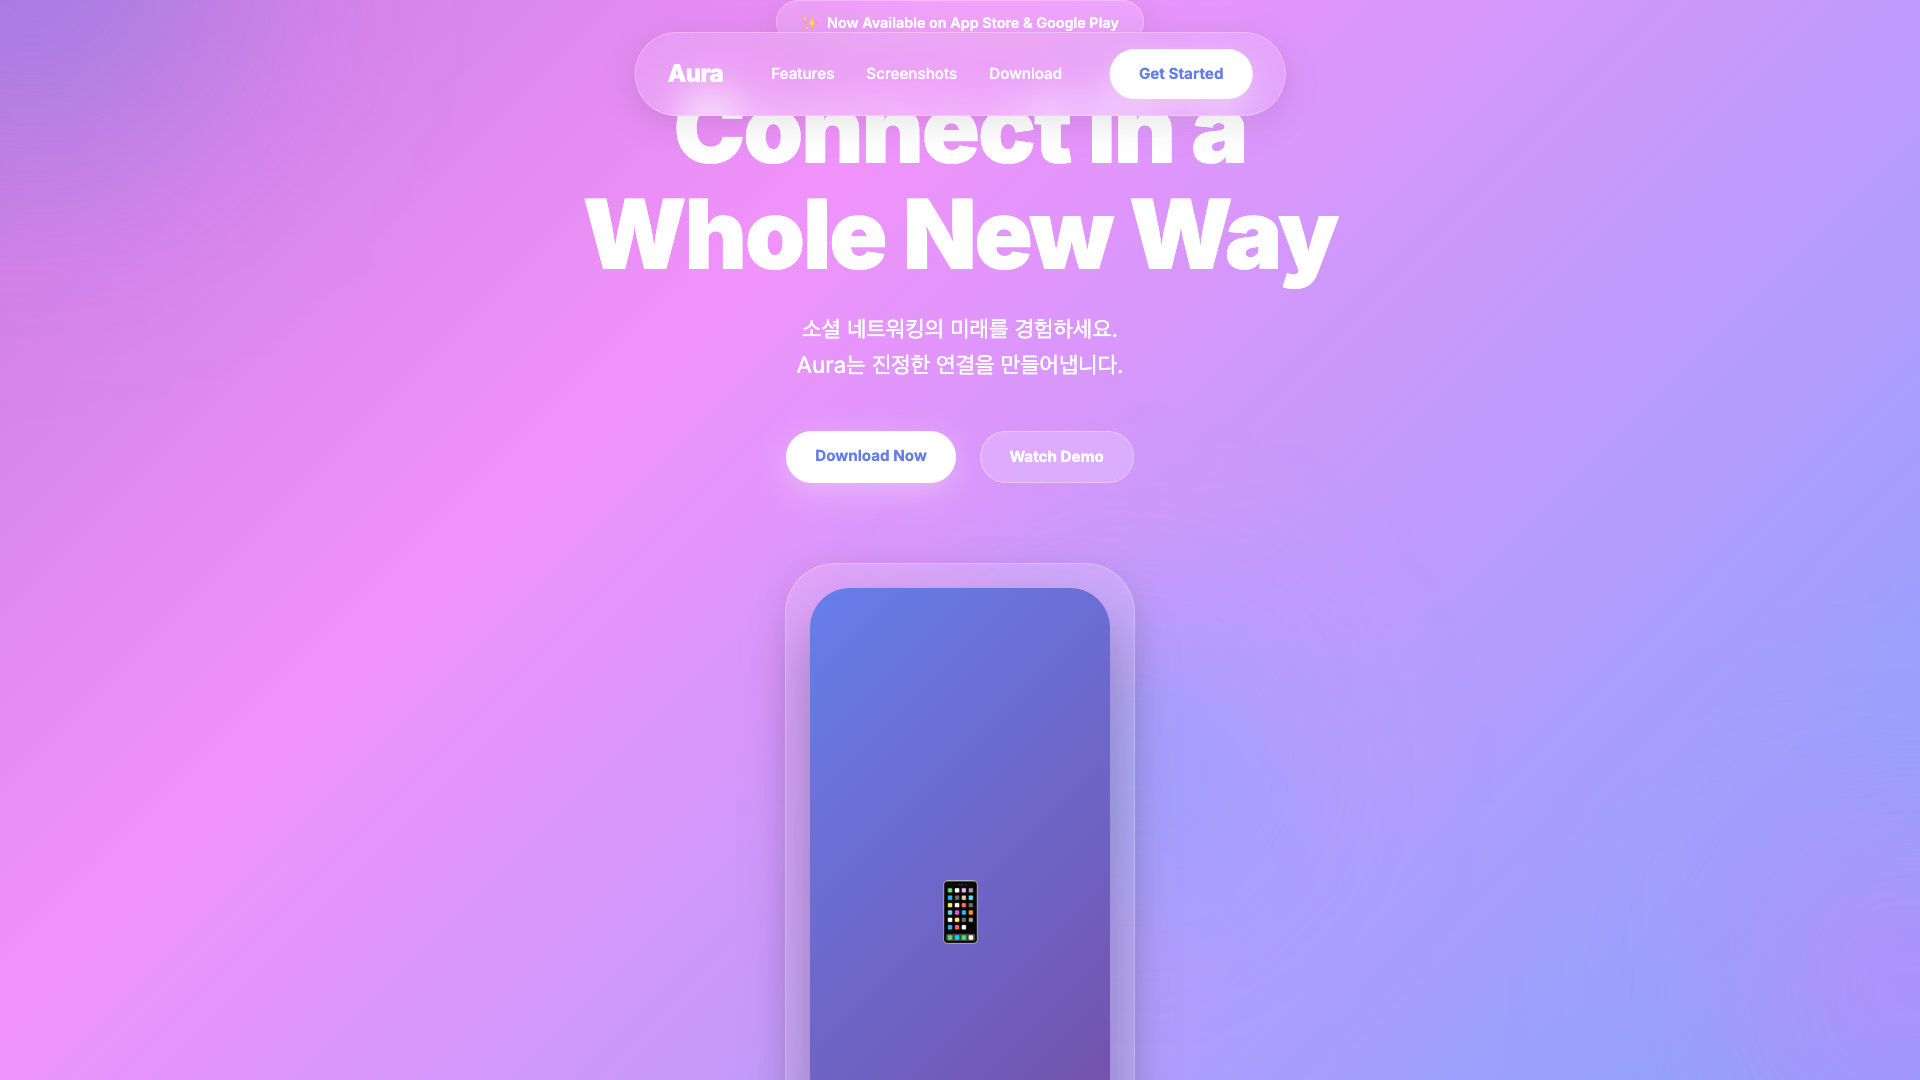 ✨ Now Available on App Store & Google Play
Aura Features Screenshots Download Get Started
Connect in a
Whole New Way
소셜 네트워킹의 미래를 경험하세요.
Aura는 진정한 연결을 만들어냅니다.
Download Now Watch Demo